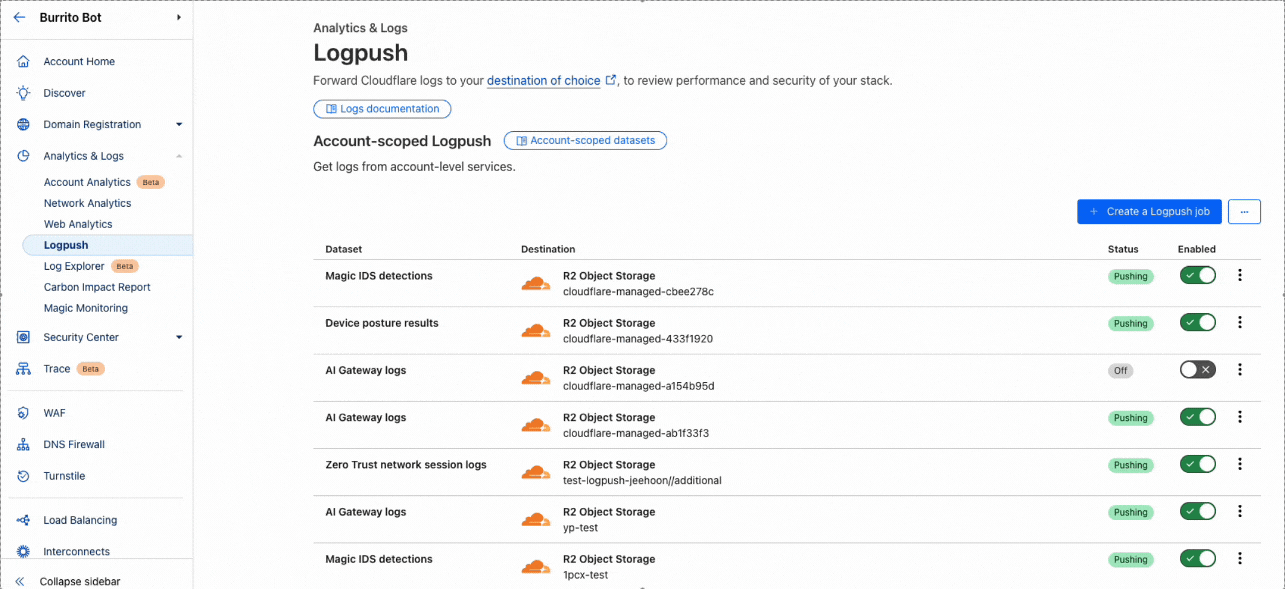 Burrito Bot
Account Home
Discover
Domain Registration
Analytics & Logs
Account Analytics Beta
Network Analytics
Web Analytics
Logpush
Log Explorer Beta
Carbon Impact Report
Magic Monitoring
Security Center
Trace Beta
WAF
DNS Firewall
Turnstile
Load Balancing
Interconnects
Collapse sidebar
Analytics & Logs
Logpush
Forward Cloudflare logs to your destination of choice, to review performance and security of your stack.
Logs documentation
Account-scoped Logpush Account-scoped datasets
Get logs from account-level services.
+ Create a Logpush job ...
Dataset Destination Status Enabled
Magic IDS detections R2 Object Storage Pushing
cloudflare-managed-cbee278c
Device posture results R2 Object Storage Pushing
cloudflare-managed-433f1920
AI Gateway logs R2 Object Storage Off
cloudflare-managed-a154b95d
AI Gateway logs R2 Object Storage Pushing
cloudflare-managed-ab1f33f3
Zero Trust network session logs R2 Object Storage Pushing
test-logpush-jeehoon//additional
AI Gateway logs R2 Object Storage Pushing
yp-test
Magic IDS detections R2 Object Storage Pushing
1pcx-test